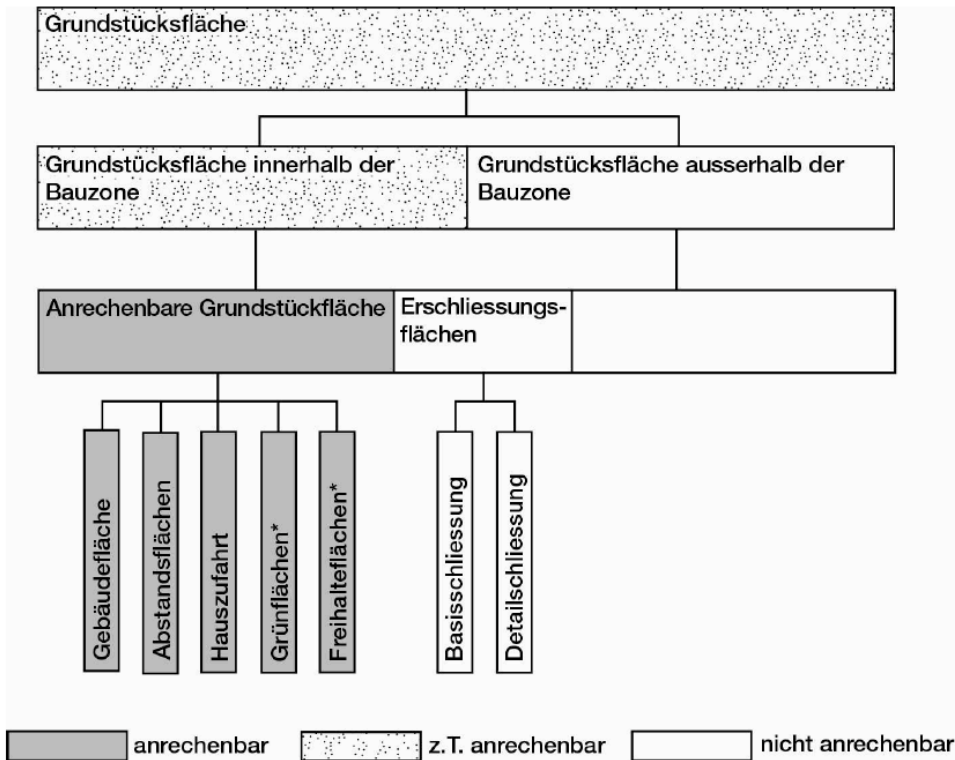 Grundstücksfläche
Grundstücksfläche innerhalb der
Bauzone
Grundstücksfläche ausserhalb der
Bauzone
Anrechenbare Grundstückfläche
Erschliessungs-
flächen
Gebäudefläche
Abstandsflächen
Hauszufahrt
Grünflächen*
Freihalteflächen*
Basisschliessung
Detailschliessung
anrechenbar
z.T. anrechenbar
nicht anrechenbar